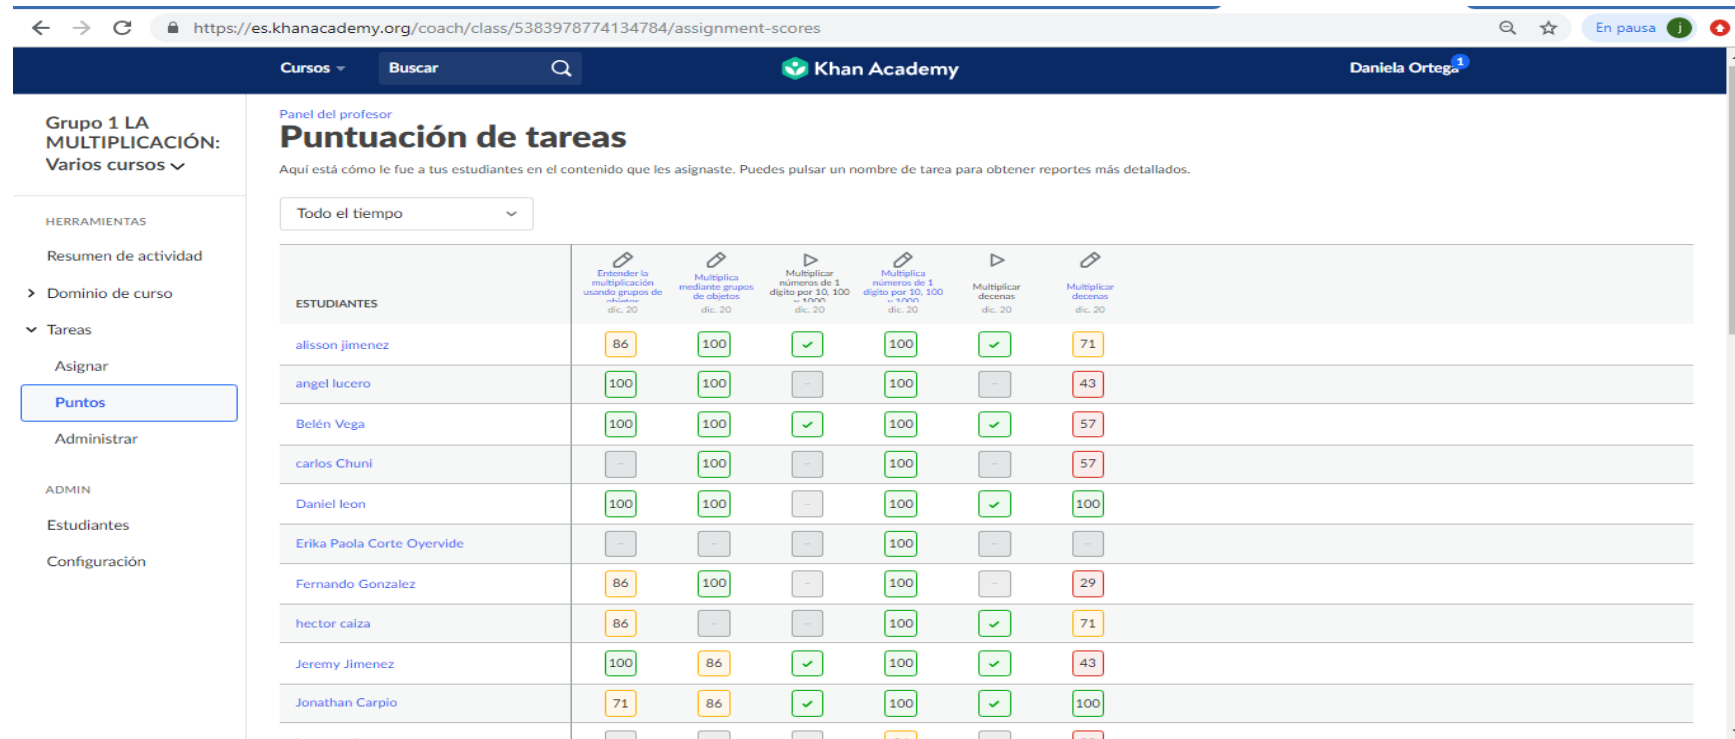 https://es.khanacademy.org/coach/class/5383978774134784/assignment-scores
En pausa
j
Cursos
Buscar
Khan Academy
Daniela Ortega
1
Grupo 1 LA
MULTIPLICACIÓN:
Varios cursos
HERRAMIENTAS
Resumen de actividad
Dominio de curso
Tareas
Asignar
Puntos
Administrar
ADMIN
Estudiantes
Configuración
Panel del profesor
Puntuación de tareas
Aquí está cómo le fue a tus estudiantes en el contenido que les asignaste. Puedes pulsar un nombre de tarea para obtener reportes más detallados.
Todo el tiempo
ESTUDIANTES
Entender la
multiplicación
usando grupos de
objetos
dic. 20
Multiplica
mediante grupos
de objetos
dic. 20
Multiplicar
números de 1
dígito por 10, 100
y 1000
dic. 20
Multiplica
números de 1
dígito por 10, 100
y 1000
dic. 20
Multiplicar
decenas
dic. 20
Multiplicar
decenas
dic. 20
alisson jimenez 86 100 ✓ 100 ✓ 71
angel lucero 100 100 – 100 – 43
Belén Vega 100 100 ✓ 100 ✓ 57
carlos Chuni – 100 – 100 – 57
Daniel leon 100 100 – 100 ✓ 100
Erika Paola Corte Oyervide – – – 100 – –
Fernando Gonzalez 86 100 – 100 – 29
hector caiza 86 – – 100 ✓ 71
Jeremy Jimenez 100 86 ✓ 100 ✓ 43
Jonathan Carpio 71 86 ✓ 100 ✓ 100